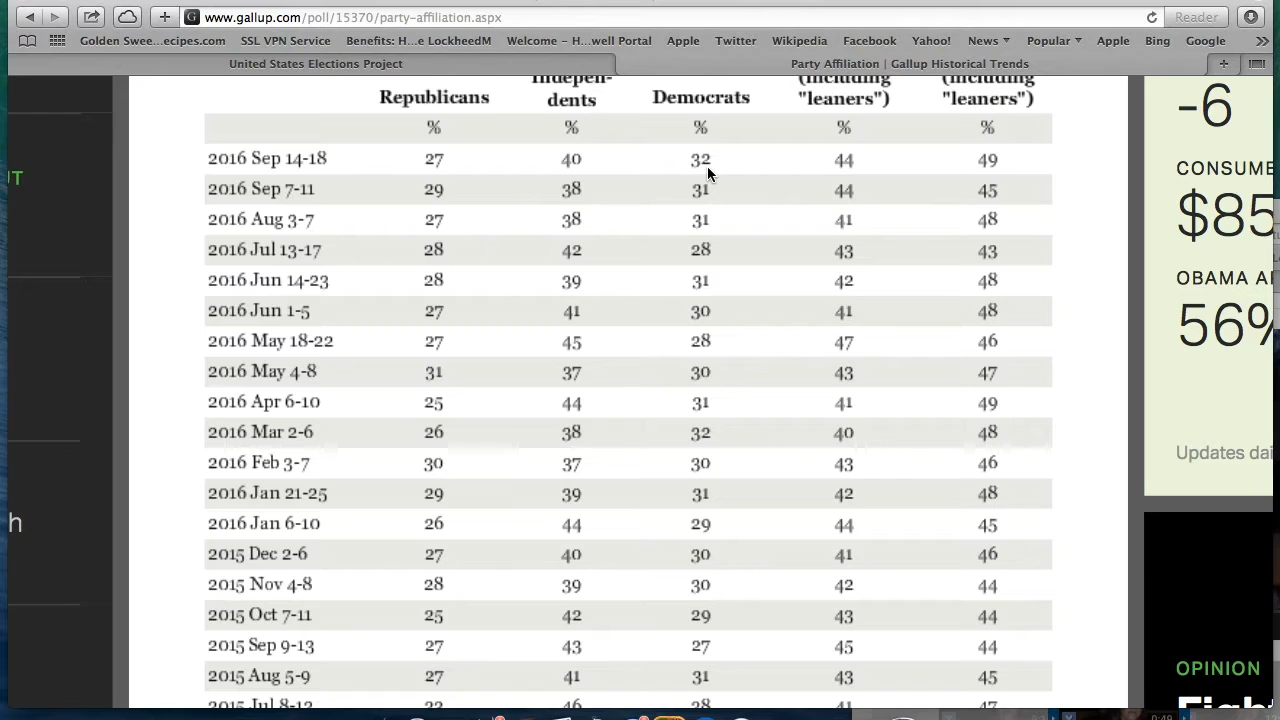 www.gallup.com/poll/15370/party-affiliation.aspx
Reader
Golden Swee...ecipes.com SSL VPN Service Benefits: H...e LockheedM Welcome – H...well Portal Apple Twitter Wikipedia Facebook Yahoo! News Popular Apple Bing Google
United States Elections Project Party Affiliation | Gallup Historical Trends
Indepen- (including (including
Republicans dents Democrats "leaners") "leaners")
% % % % %
2016 Sep 14-18 27 40 32 44 49
2016 Sep 7-11 29 38 31 44 45
2016 Aug 3-7 27 38 31 41 48
2016 Jul 13-17 28 42 28 43 43
2016 Jun 14-23 28 39 31 42 48
2016 Jun 1-5 27 41 30 41 48
2016 May 18-22 27 45 28 47 46
2016 May 4-8 31 37 30 43 47
2016 Apr 6-10 25 44 31 41 49
2016 Mar 2-6 26 38 32 40 48
2016 Feb 3-7 30 37 30 43 46
2016 Jan 21-25 29 39 31 42 48
2016 Jan 6-10 26 44 29 44 45
2015 Dec 2-6 27 40 30 41 46
2015 Nov 4-8 28 39 30 42 44
2015 Oct 7-11 25 42 29 43 44
2015 Sep 9-13 27 43 27 45 44
2015 Aug 5-9 27 41 31 43 45
2015 Jul 8-12
-6
CONSUME
$85
OBAMA A
56%
Updates dai
OPINION